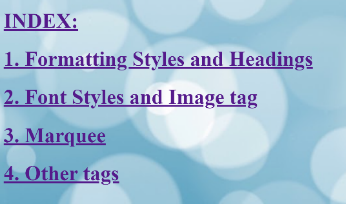 INDEX:
1. Formatting Styles and Headings
2. Font Styles and Image tag
3. Marquee
4. Other tags